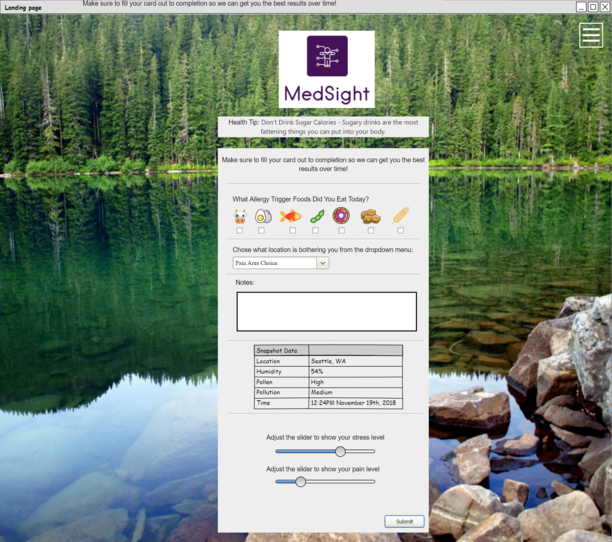 Landing page
Make sure to fill your card out to completion so we can get you the best results over time!
MedSight
Health Tip: Don't Drink Sugar Calories - Sugary drinks are the most
fattening things you can put into your body.
Make sure to fill your card out to completion so we can get you the best
results over time!
What Allergy Trigger Foods Did You Eat Today?
Chose what location is bothering you from the dropdown menu:
Pain Area Choice
Notes:
Snapshot Data
Location Seattle, WA
Humidity 54%
Pollen High
Pollution Medium
Time 12:24PM November 19th, 2018
Adjust the slider to show your stress level
Adjust the slider to show your pain level
Submit